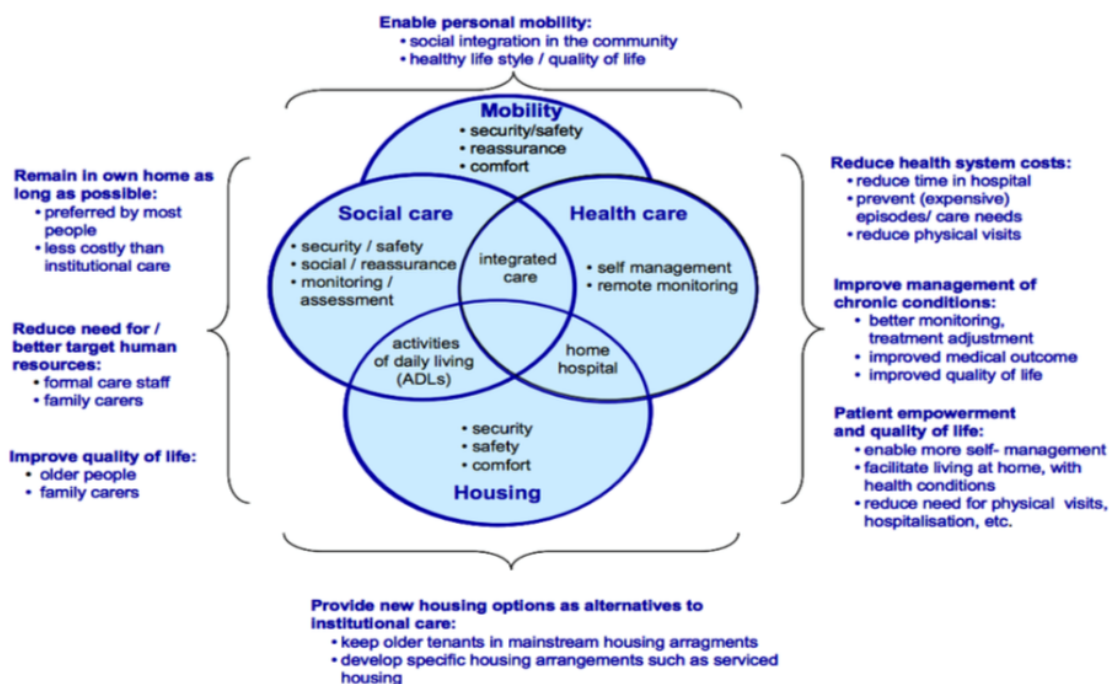 Enable personal mobility:
• social integration in the community
• healthy life style / quality of life
Mobility
• security/safety
• reassurance
• comfort
Remain in own home as
long as possible:
• preferred by most
people
• less costly than
institutional care
Reduce need for /
better target human
resources:
• formal care staff
• family carers
Improve quality of life:
• older people
• family carers
Social care
• security / safety
• social / reassurance
• monitoring /
assessment
integrated
care
Health care
• self management
• remote monitoring
activities
of daily living
(ADLs)
home
hospital
• security
• safety
• comfort
Housing
Reduce health system costs:
• reduce time in hospital
• prevent (expensive)
episodes/ care needs
• reduce physical visits
Improve management of
chronic conditions:
• better monitoring,
treatment adjustment
• improved medical outcome
• improved quality of life
Patient empowerment
and quality of life:
• enable more self- management
• facilitate living at home, with
health conditions
• reduce need for physical visits,
hospitalisation, etc.
Provide new housing options as alternatives to
institutional care:
• keep older tenants in mainstream housing arragments
• develop specific housing arrangements such as serviced
housing